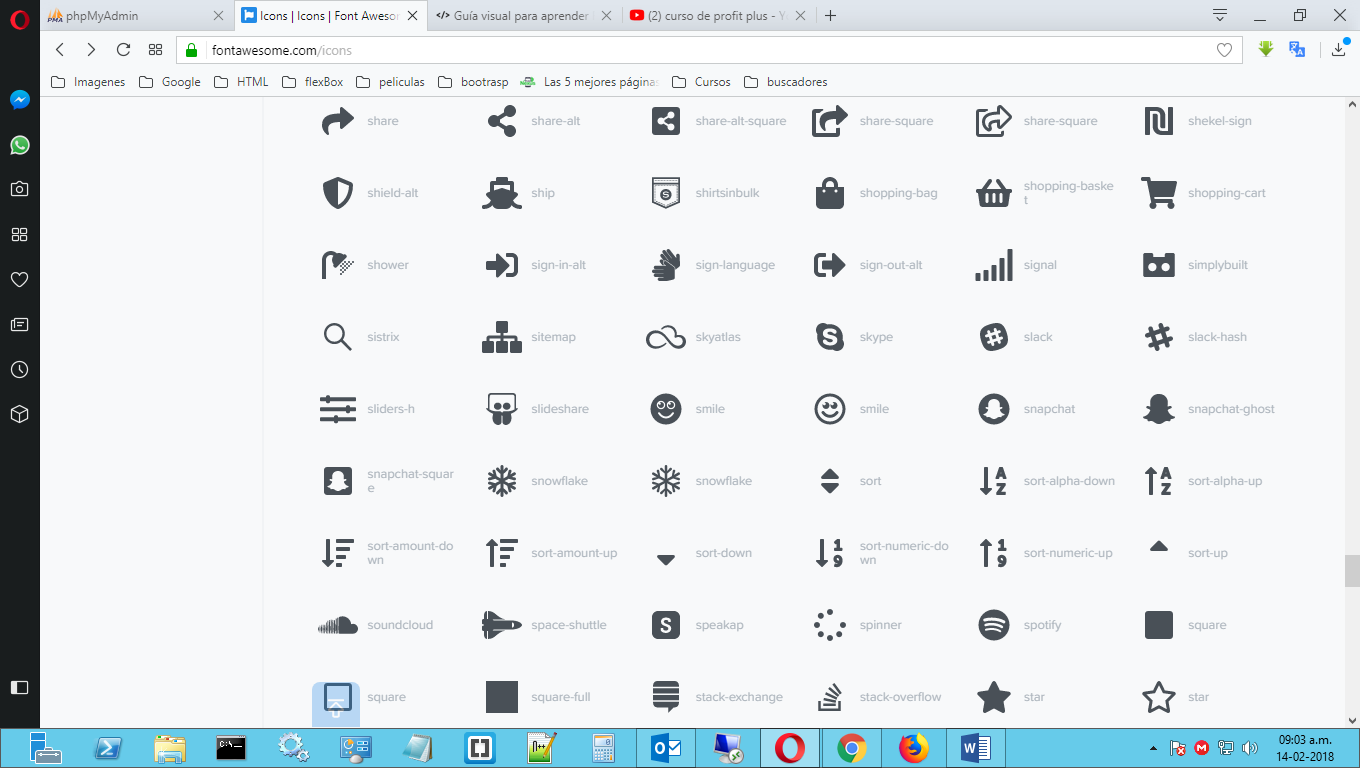 phpMyAdmin
Icons | Icons | Font Aweso
Guía visual para aprender
(2) curso de profit plus - Y
fontawesome.com/icons
Imagenes
Google
HTML
flexBox
peliculas
bootrasp
Las 5 mejores página
Cursos
buscadores
share share-alt share-alt-square share-square share-square shekel-sign
shield-alt ship shirtsinbulk shopping-bag shopping-baske
t shopping-cart
shower sign-in-alt sign-language sign-out-alt signal simplybuilt
sistrix sitemap skyatlas skype slack slack-hash
sliders-h slideshare smile smile snapchat snapchat-ghost
snapchat-squar
e snowflake snowflake sort sort-alpha-down sort-alpha-up
sort-amount-do
wn sort-amount-up sort-down sort-numeric-do
wn sort-numeric-up sort-up
soundcloud space-shuttle speakap spinner spotify square
square square-full stack-exchange stack-overflow star star
09:03 a.m.
14-02-2018